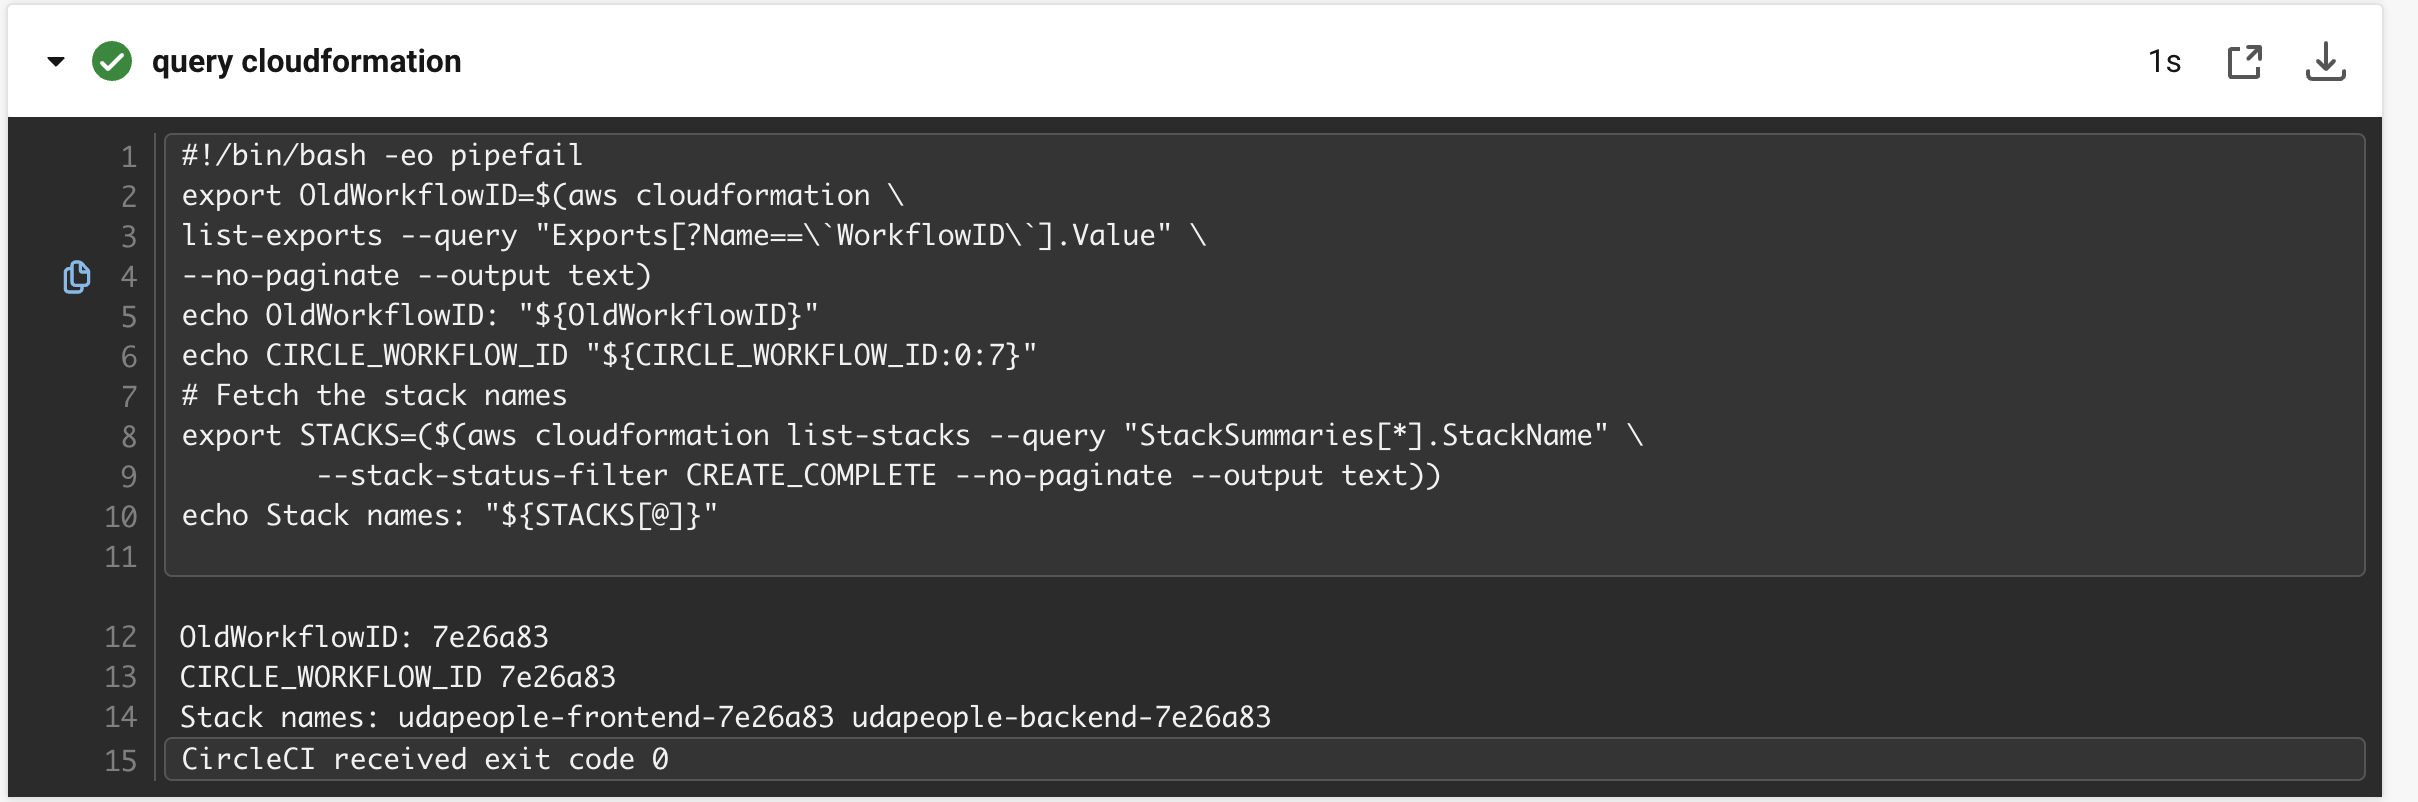 query cloudformation
1s
1 #!/bin/bash -eo pipefail
2 export OldWorkflowID=$(aws cloudformation \
3 list-exports --query "Exports[?Name==\`WorkflowID\`].Value" \
4 --no-paginate --output text)
5 echo OldWorkflowID: "${OldWorkflowID}"
6 echo CIRCLE_WORKFLOW_ID "${CIRCLE_WORKFLOW_ID:0:7}"
7 # Fetch the stack names
8 export STACKS=($(aws cloudformation list-stacks --query "StackSummaries[*].StackName" \
9         --stack-status-filter CREATE_COMPLETE --no-paginate --output text))
10 echo Stack names: "${STACKS[@]}"
11
12 OldWorkflowID: 7e26a83
13 CIRCLE_WORKFLOW_ID 7e26a83
14 Stack names: udapeople-frontend-7e26a83 udapeople-backend-7e26a83
15 CircleCI received exit code 0